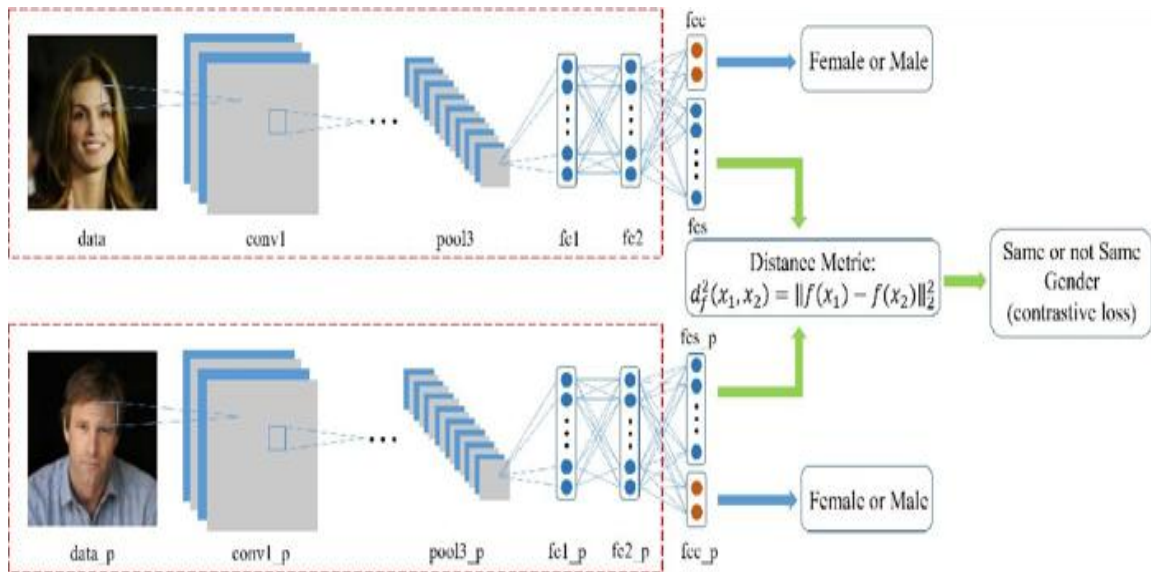 fcc
Female or Male
data
conv1
pool3
fc1
fc2
fcs
Distance Metric:
d_f^2(x_1, x_2) = ‖f(x_1) − f(x_2)‖_2^2
Same or not Same
Gender
(contrastive loss)
fcs_p
Female or Male
data_p
conv1_p
pool3_p
fc1_p
fc2_p
fcc_p